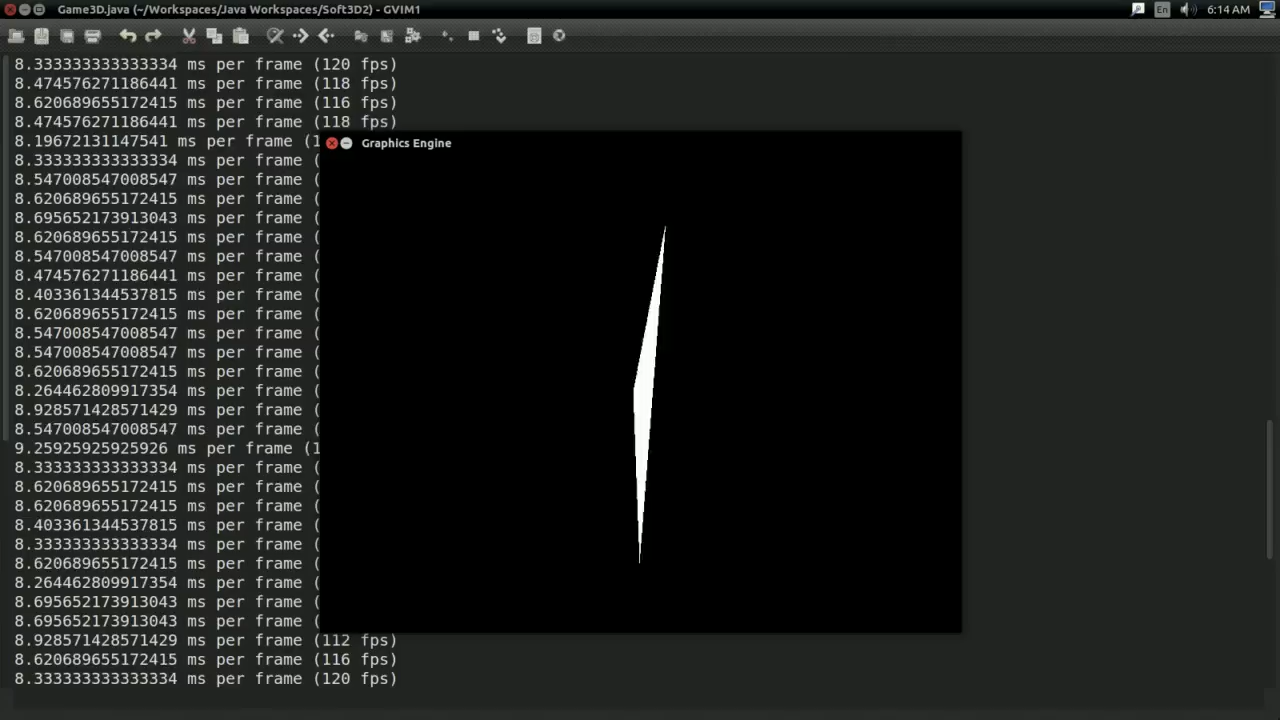 Game3D.java (~/Workspaces/Java Workspaces/Soft3D2) - GVIM1
En
6:14 AM
8.333333333333334 ms per frame (120 fps)
8.474576271186441 ms per frame (118 fps)
8.620689655172415 ms per frame (116 fps)
8.474576271186441 ms per frame (118 fps)
8.19672131147541 ms per frame (1
Graphics Engine
8.333333333333334 ms per frame (
8.547008547008547 ms per frame (
8.620689655172415 ms per frame (
8.695652173913043 ms per frame (
8.620689655172415 ms per frame (
8.547008547008547 ms per frame (
8.474576271186441 ms per frame (
8.403361344537815 ms per frame (
8.620689655172415 ms per frame (
8.547008547008547 ms per frame (
8.547008547008547 ms per frame (
8.620689655172415 ms per frame (
8.264462809917354 ms per frame (
8.928571428571429 ms per frame (
8.547008547008547 ms per frame (
9.25925925925926 ms per frame (1
8.333333333333334 ms per frame (
8.620689655172415 ms per frame (
8.620689655172415 ms per frame (
8.403361344537815 ms per frame (
8.333333333333334 ms per frame (
8.620689655172415 ms per frame (
8.264462809917354 ms per frame (
8.695652173913043 ms per frame (
8.695652173913043 ms per frame (
8.928571428571429 ms per frame (112 fps)
8.620689655172415 ms per frame (116 fps)
8.333333333333334 ms per frame (120 fps)